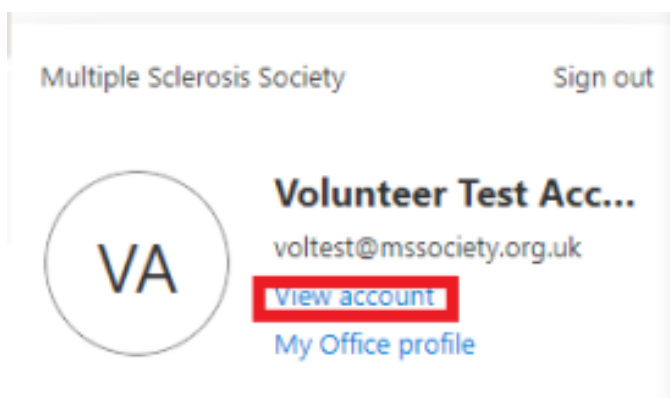 Multiple Sclerosis Society Sign out
Volunteer Test Acc...
VA
voltest@mssociety.org.uk
View account
My Office profile